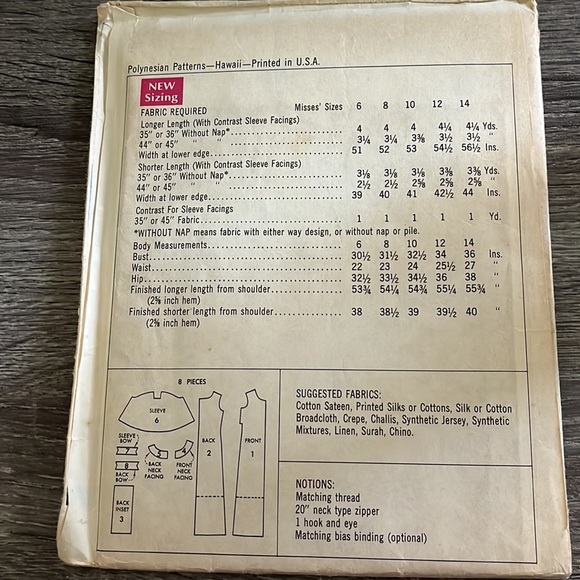 Polynesian Patterns—Hawaii—Printed in U.S.A.
NEW
Sizing
FABRIC REQUIRED Misses' Sizes 6 8 10 12 14
Longer Length (With Contrast Sleeve Facings)
35" or 36" Without Nap* 4 4 4 4¼ 4¼ Yds.
44" or 45" " " 3¼ 3¼ 3⅜ 3½ 3½ "
Width at lower edge 51 52 53 54½ 56½ Ins.
Shorter Length (With Contrast Sleeve Facings)
35" or 36" Without Nap* 3⅛ 3⅛ 3⅛ 3⅜ 3⅜ Yds.
44" or 45" " " 2½ 2½ 2⅝ 2⅝ 2⅝ "
Width at lower edge 39 40 41 42½ 44 Ins.
Contrast For Sleeve Facings
35" or 45" Fabric 1 1 1 1 1 Yd.
*WITHOUT NAP means fabric with either way design, or without nap or pile.
Body Measurements 6 8 10 12 14
Bust 30½ 31½ 32½ 34 36 Ins.
Waist 22 23 24 25½ 27 "
Hip 32½ 33½ 34½ 36 38 "
Finished longer length from shoulder 53¾ 54¼ 54¾ 55¼ 55¾ "
(2⅝ inch hem)
Finished shorter length from shoulder 38 38½ 39 39½ 40 "
(2⅝ inch hem)
8 PIECES
SLEEVE
6
SLEEVE
BOW
8
BACK
BOW
BACK
NECK
FACING
4
FRONT
NECK
FACING
BACK
INSET
3
BACK
2
FRONT
1
SUGGESTED FABRICS:
Cotton Sateen, Printed Silks or Cottons, Silk or Cotton
Broadcloth, Crepe, Challis, Synthetic Jersey, Synthetic
Mixtures, Linen, Surah, Chino.
NOTIONS:
Matching thread
20" neck type zipper
1 hook and eye
Matching bias binding (optional)